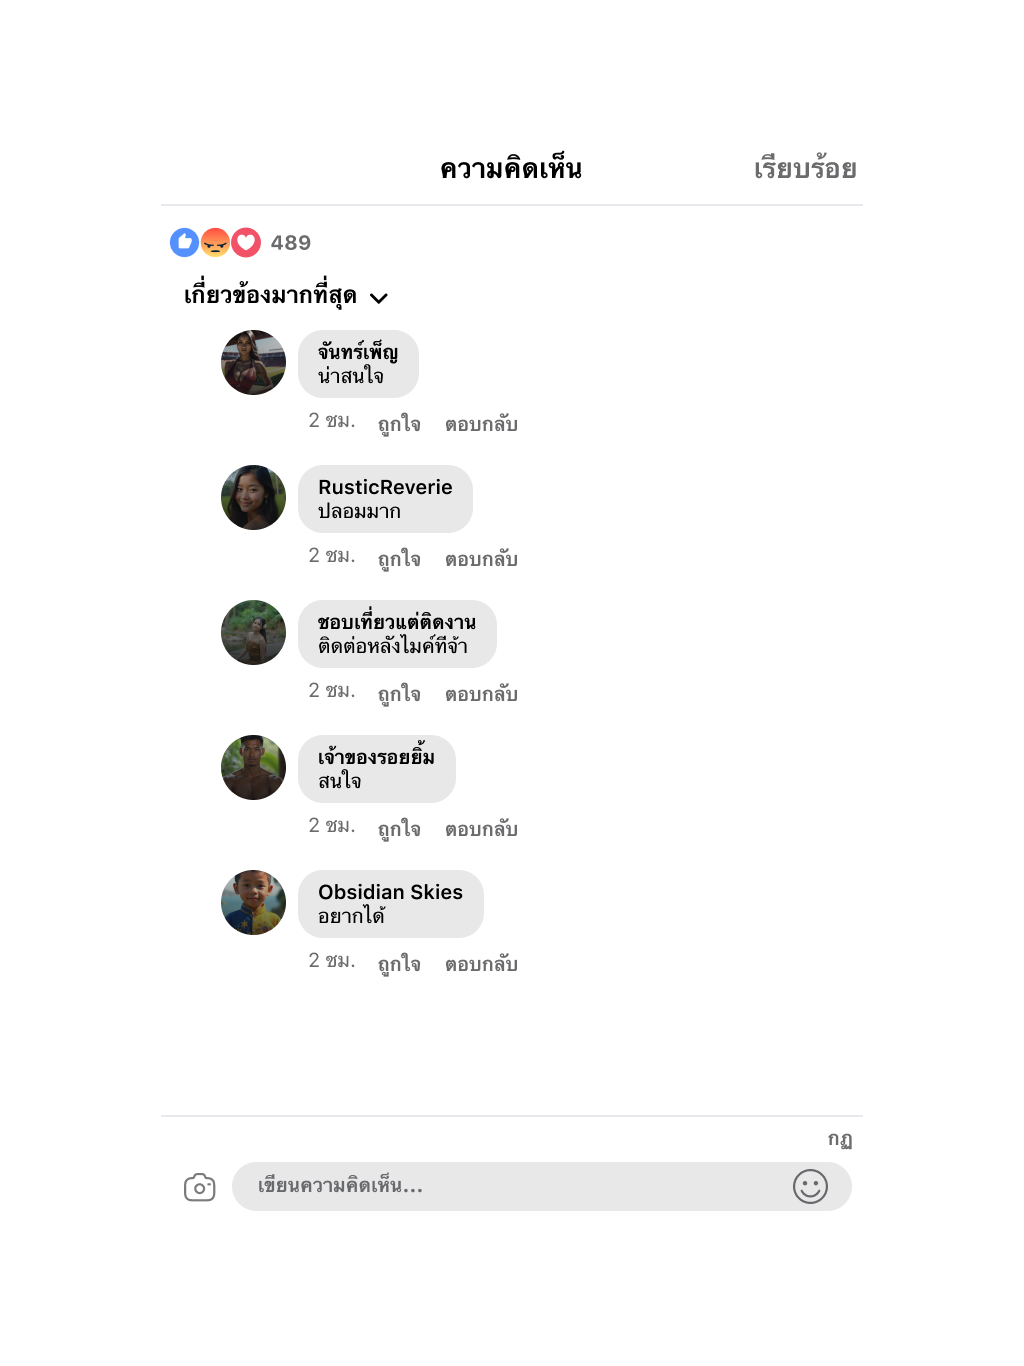 ความคิดเห็น
เรียบร้อย
489
เกี่ยวข้องมากที่สุด
จันทร์เพ็ญ
น่าสนใจ
2 ชม. ถูกใจ ตอบกลับ
RusticReverie
ปลอมมาก
2 ชม. ถูกใจ ตอบกลับ
ชอบเที่ยวแต่ติดงาน
ติดต่อหลังไมค์ทีจ้า
2 ชม. ถูกใจ ตอบกลับ
เจ้าของรอยยิ้ม
สนใจ
2 ชม. ถูกใจ ตอบกลับ
Obsidian Skies
อยากได้
2 ชม. ถูกใจ ตอบกลับ
กฎ
เขียนความคิดเห็น...